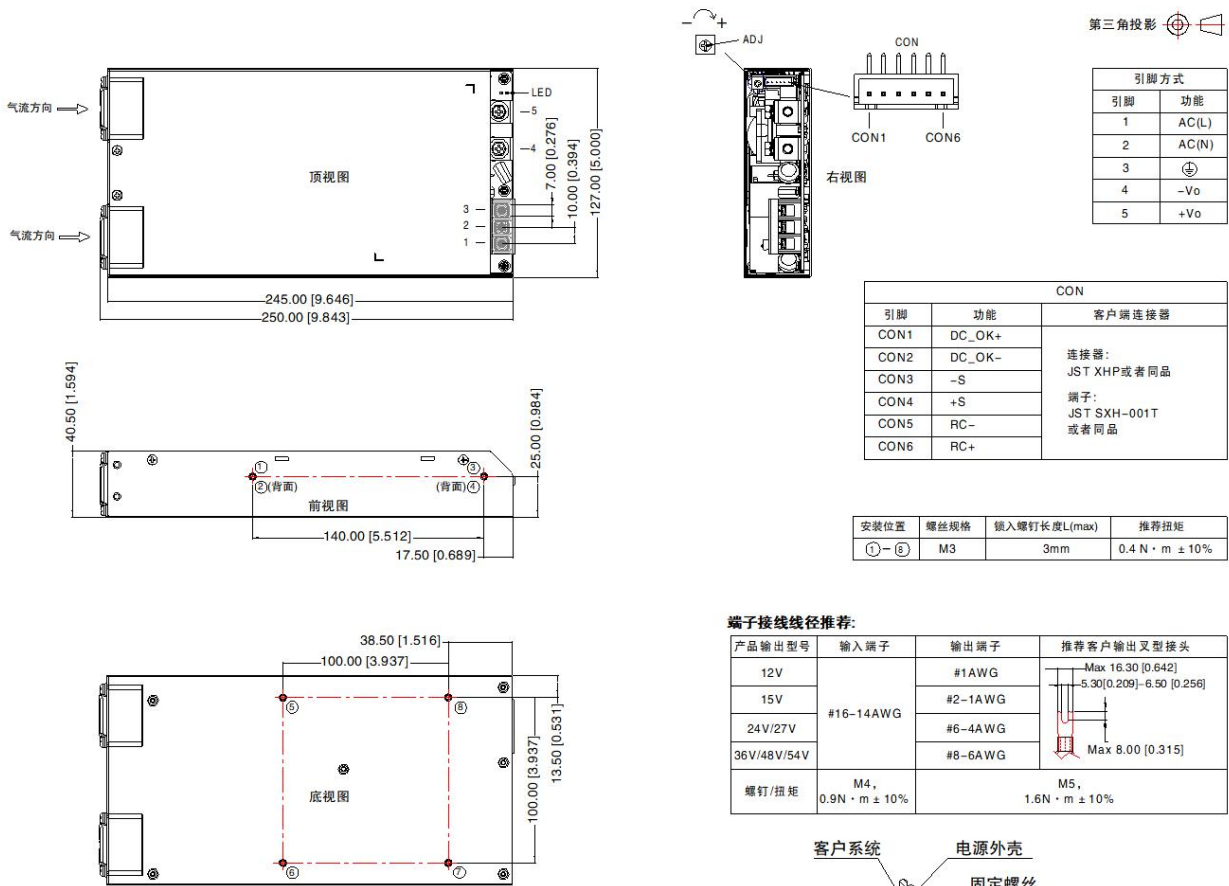 − +
ADJ
CON
CON1 CON6
右视图
第三角投影
引脚方式
引脚 功能
1 AC(L)
2 AC(N)
3 ⏚
4 −Vo
5 +Vo
气流方向
气流方向
顶视图
LED
5
4
3
2
1
7.00 [0.276]
10.00 [0.394]
127.00 [5.000]
245.00 [9.646]
250.00 [9.843]
CON
引脚 功能 客户端连接器
CON1 DC_OK+
CON2 DC_OK−
CON3 −S
CON4 +S
CON5 RC−
CON6 RC+
连接器:
JST XHP或者同品
端子:
JST SXH−001T
或者同品
40.50 [1.594]
25.00 [0.984]
① ③
②(背面) (背面)④
前视图
140.00 [5.512]
17.50 [0.689]
安装位置 螺丝规格 锁入螺钉长度L(max) 推荐扭矩
①−⑧ M3 3mm 0.4 N・m ±10%
38.50 [1.516]
100.00 [3.937]
⑤ ⑧
底视图
⑥ ⑦
100.00 [3.937]
13.50 [0.531]
端子接线线径推荐:
产品输出型号 输入端子 输出端子 推荐客户输出叉型接头
12V #16−14AWG #1AWG
15V #2−1AWG
24V/27V #6−4AWG
36V/48V/54V #8−6AWG
Max 16.30 [0.642]
5.30[0.209]−6.50 [0.256]
Max 8.00 [0.315]
螺钉/扭矩 M4, M5,
0.9N・m ± 10% 1.6N・m ± 10%
客户系统 电源外壳
固定螺丝